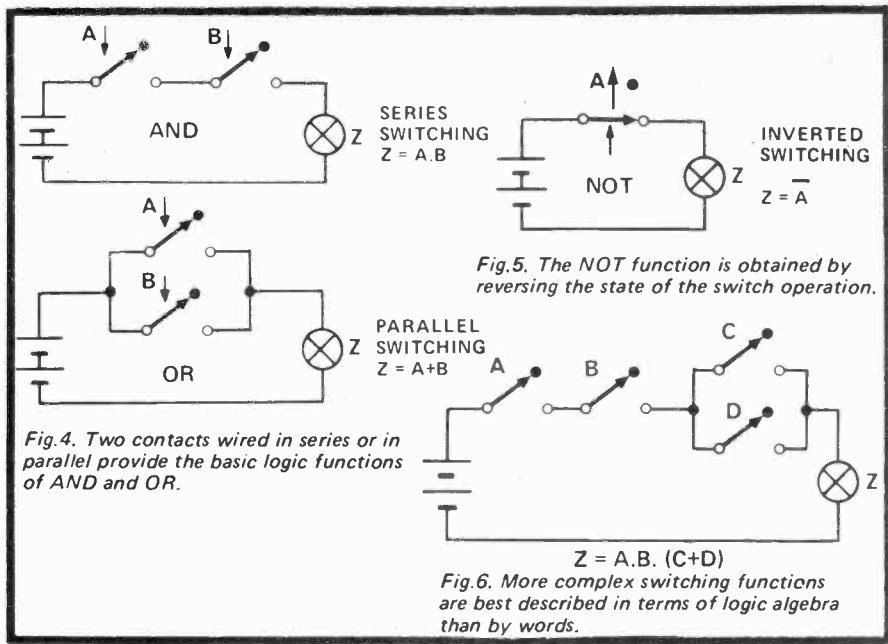 A
B
AND
Z
SERIES
SWITCHING
Z = A.B
A
B
OR
Z
PARALLEL
SWITCHING
Z = A+B
Fig.4. Two contacts wired in series or in
parallel provide the basic logic functions
of AND and OR.
A
NOT
Z
INVERTED
SWITCHING
Z = A̅
Fig.5. The NOT function is obtained by
reversing the state of the switch operation.
A
B
C
D
Z
Z = A.B. (C+D)
Fig.6. More complex switching functions
are best described in terms of logic algebra
than by words.